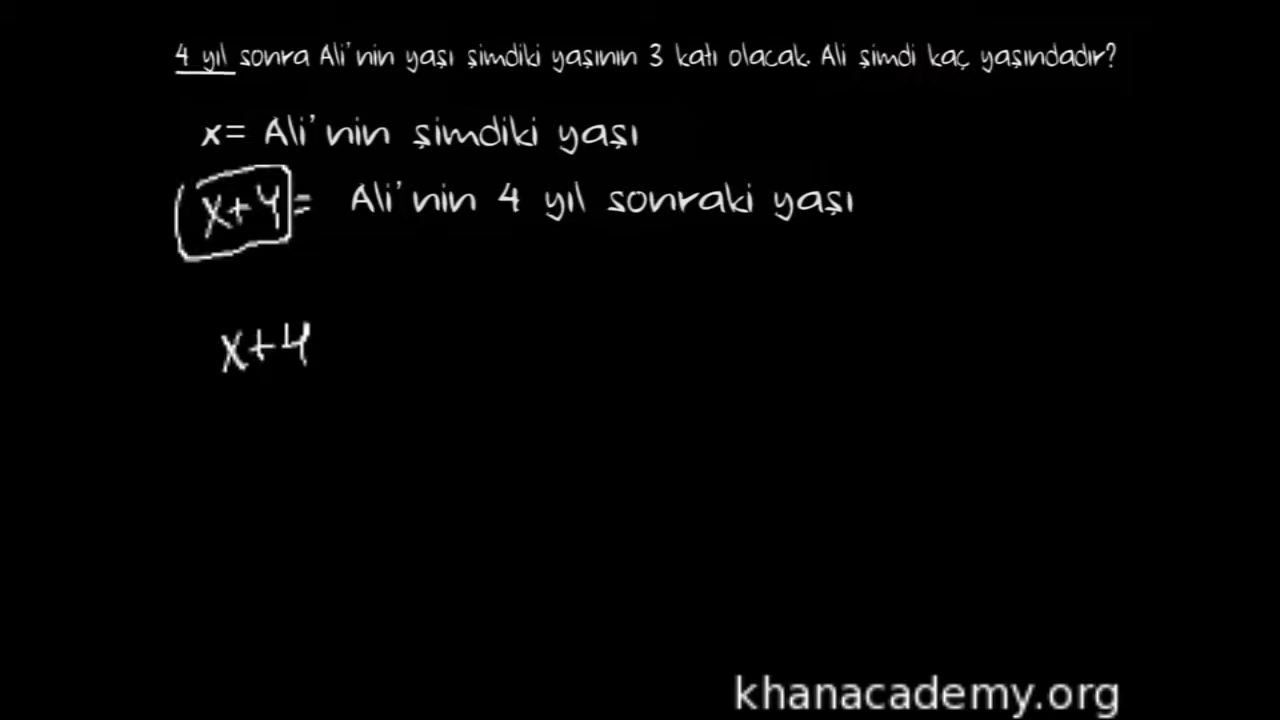 4 yıl sonra Ali'nin yaşı şimdiki yaşının 3 katı olacak. Ali şimdi kaç yaşındadır?
x= Ali'nin şimdiki yaşı
x+4= Ali'nin 4 yıl sonraki yaşı
x+4
khanacademy.org